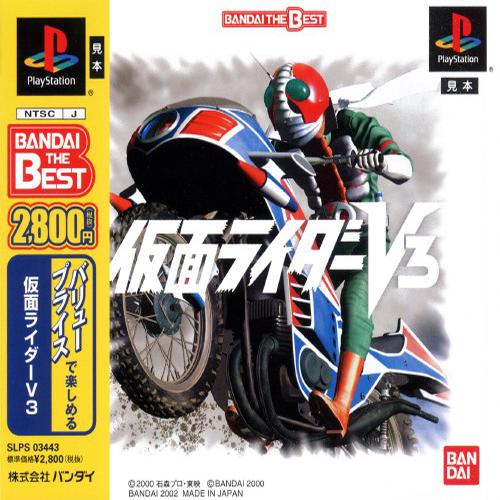 BANDAI THE BEST
PlayStation
見本
NTSC J
BANDAI
THE
BEST
2,800円(税抜)
バリュー
プライス
で楽しめる
仮面ライダーV3
SLPS 03443
標準価格¥2,800(税抜)
株式会社 バンダイ
PlayStation
見本
仮面ライダーV3
©2000 石森プロ・東映 ©BANDAI 2000
BANDAI 2002 MADE IN JAPAN
BAN
DAI